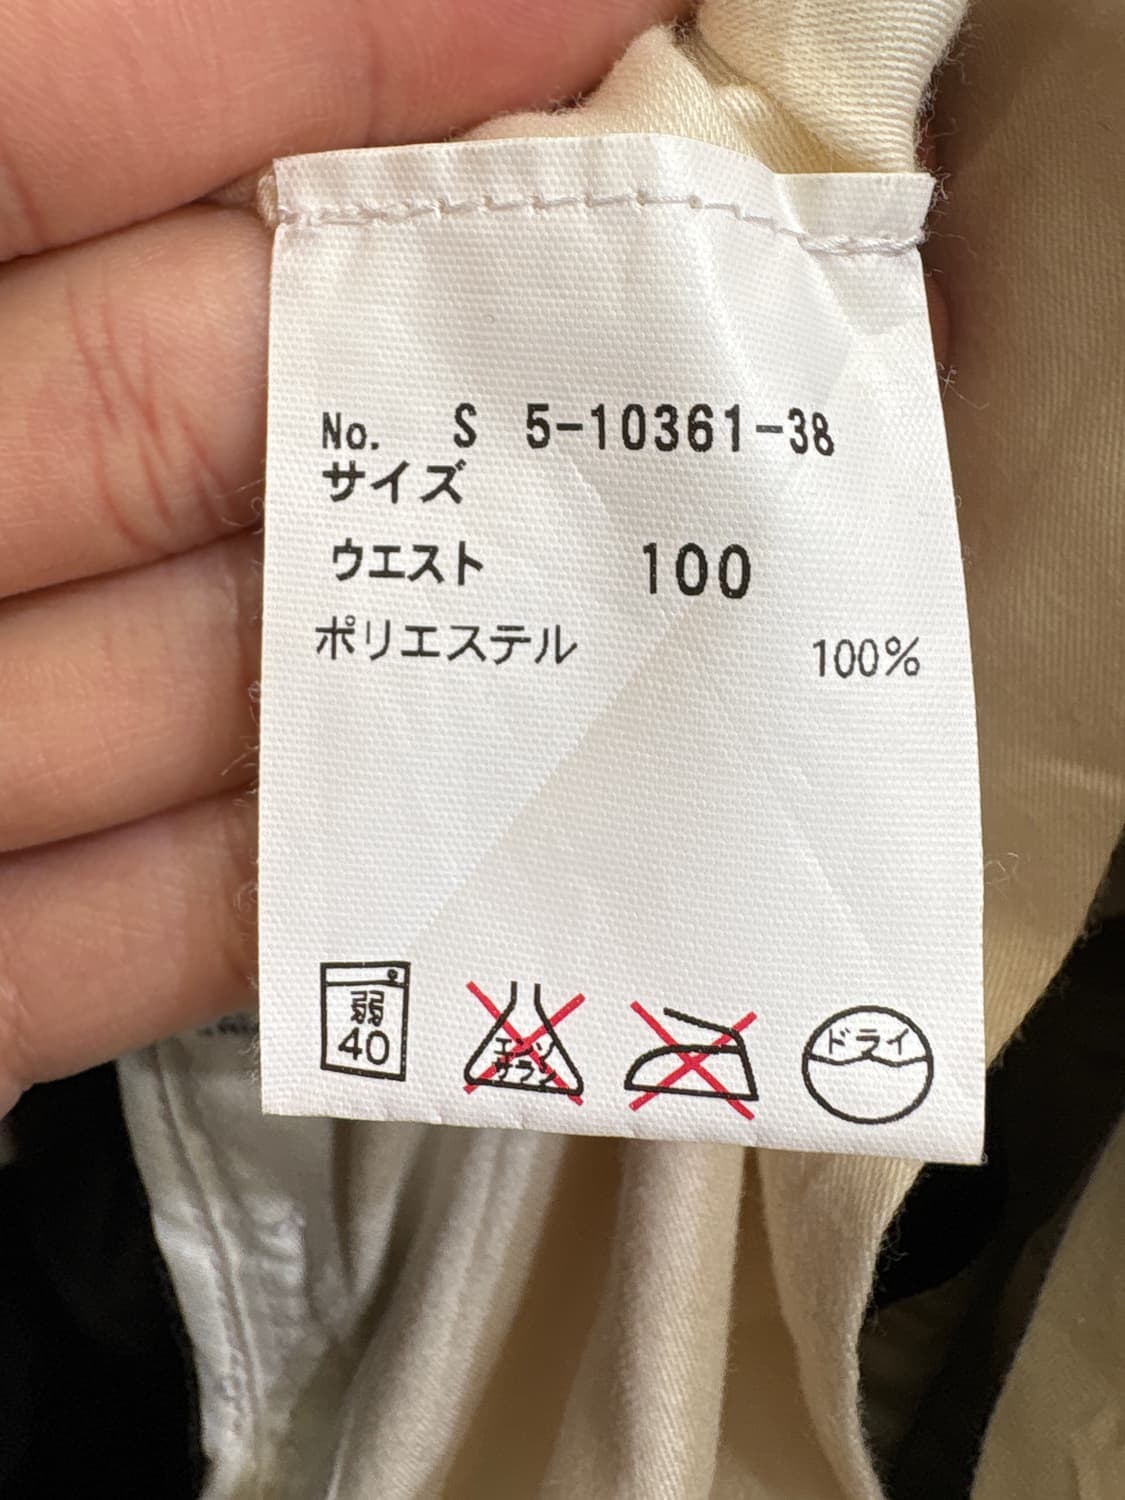 No. S 5-10361-38
サイズ
ウエスト 100
ポリエステル 100%
弱
40
エンソ
サラシ
ドライ